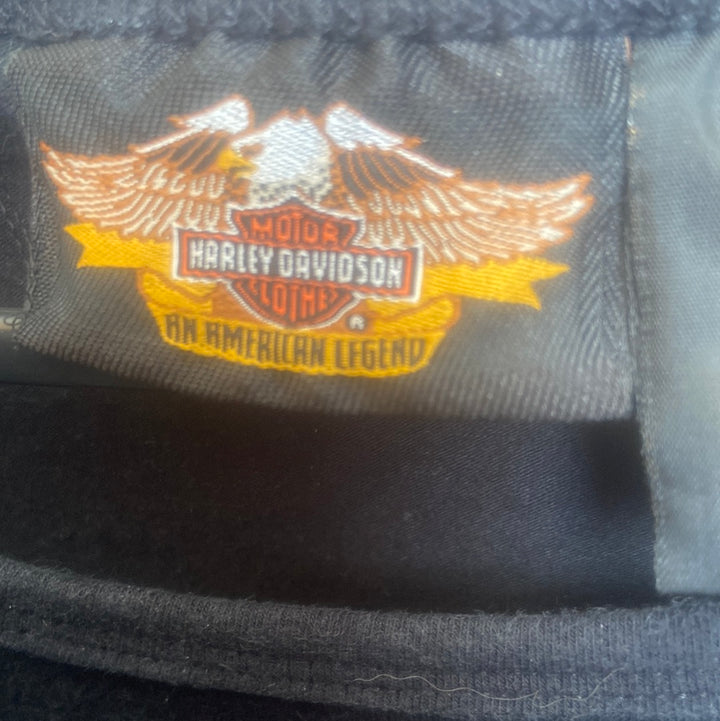 MOTOR
HARLEY DAVIDSON
CLOTHES
®
AN AMERICAN LEGEND